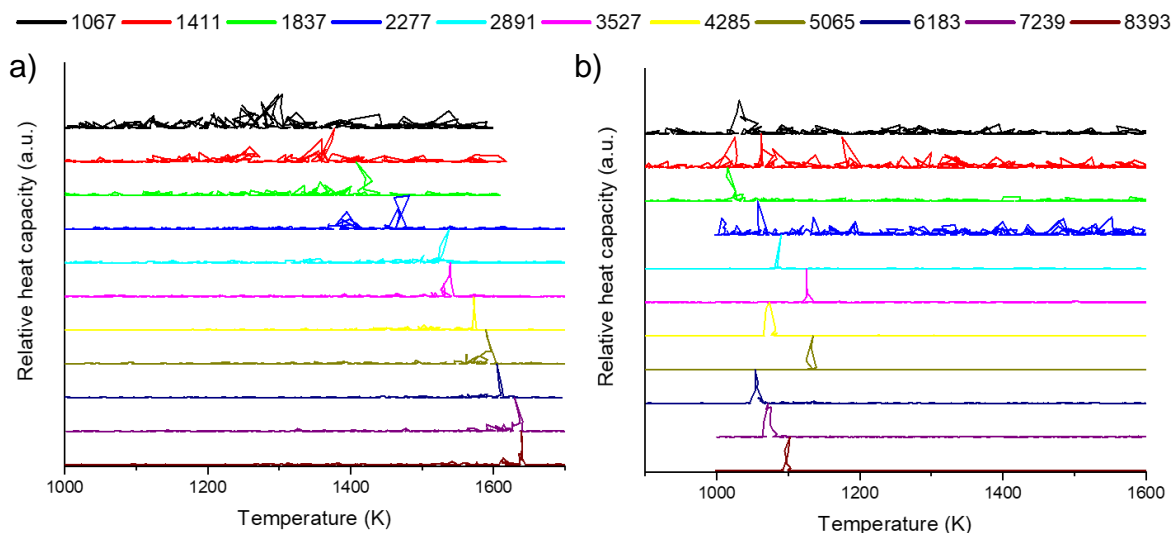 1067 1411 1837 2277 2891 3527 4285 5065 6183 7239 8393
a)
Relative heat capacity (a.u.)
1000 1200 1400 1600
Temperature (K)
b)
Relative heat capacity (a.u.)
1000 1200 1400 1600
Temperature (K)